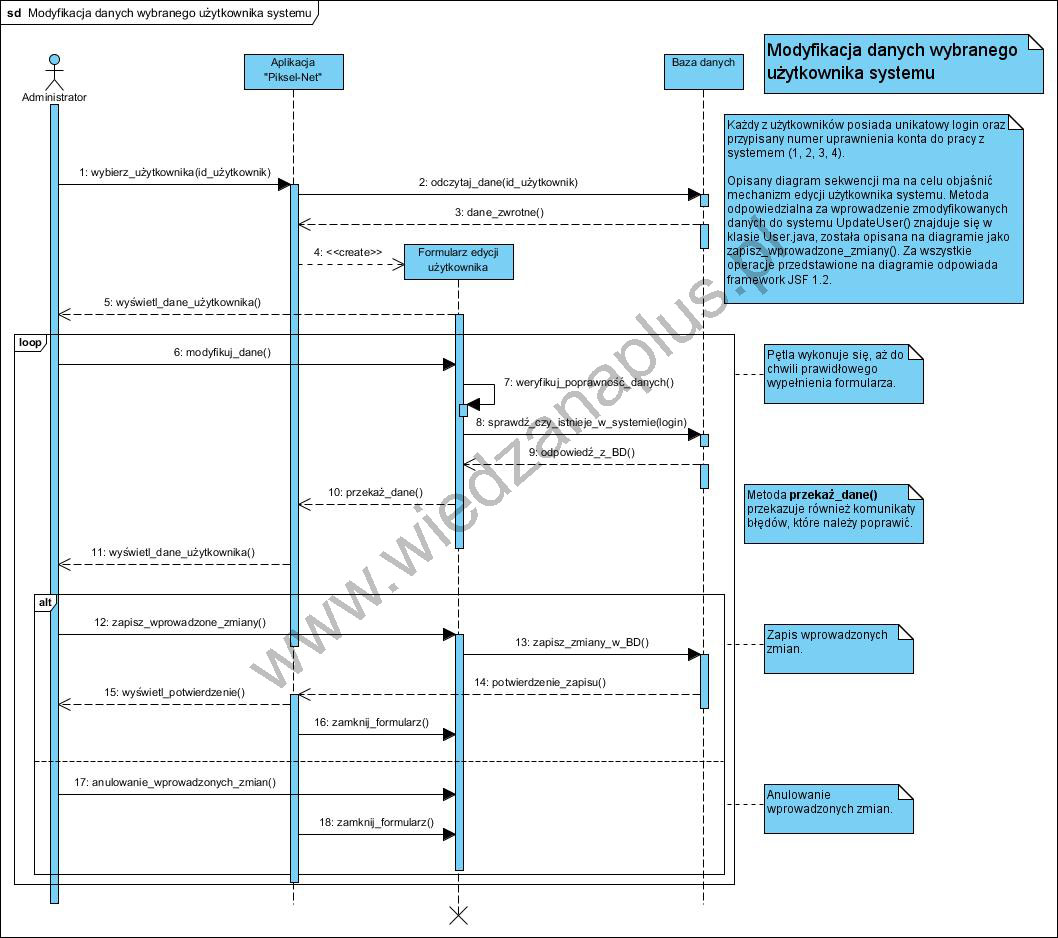 sd Modyfikacja danych wybranego użytkownika systemu
Administrator
Aplikacja
"Piksel-Net"
Baza danych
Modyfikacja danych wybranego
użytkownika systemu
Każdy z użytkowników posiada unikatowy login oraz
przypisany numer uprawnienia konta do pracy z
systemem (1, 2, 3, 4).
Opisany diagram sekwencji ma na celu objaśnić
mechanizm edycji użytkownika systemu. Metoda
odpowiedzialna za wprowadzenie zmodyfikowanych
danych do systemu UpdateUser() znajduje się w
klasie User.java, została opisana na diagramie jako
zapisz_wprowadzone_zmiany(). Za wszystkie
operacje przedstawione na diagramie odpowiada
framework JSF 1.2.
1: wybierz_użytkownika(id_użytkownik)
2: odczytaj_dane(id_użytkownik)
3: dane_zwrotne()
4: <<create>>
Formularz edycji
użytkownika
5: wyświetl_dane_użytkownika()
loop
6: modyfikuj_dane()
Pętla wykonuje się, aż do
chwili prawidłowego
wypełnienia formularza.
7: weryfikuj_poprawność_danych()
8: sprawdź_czy_istnieje_w_systemie(login)
9: odpowiedź_z_BD()
10: przekaż_dane()
Metoda przekaż_dane()
przekazuje również komunikaty
błędów, które należy poprawić.
11: wyświetl_dane_użytkownika()
alt
12: zapisz_wprowadzone_zmiany()
13: zapisz_zmiany_w_BD()
Zapis wprowadzonych
zmian.
14: potwierdzenie_zapisu()
15: wyświetl_potwierdzenie()
16: zamknij_formularz()
17: anulowanie_wprowadzonych_zmian()
Anulowanie
wprowadzonych zmian.
18: zamknij_formularz()
www.wiedzanaplus.pl